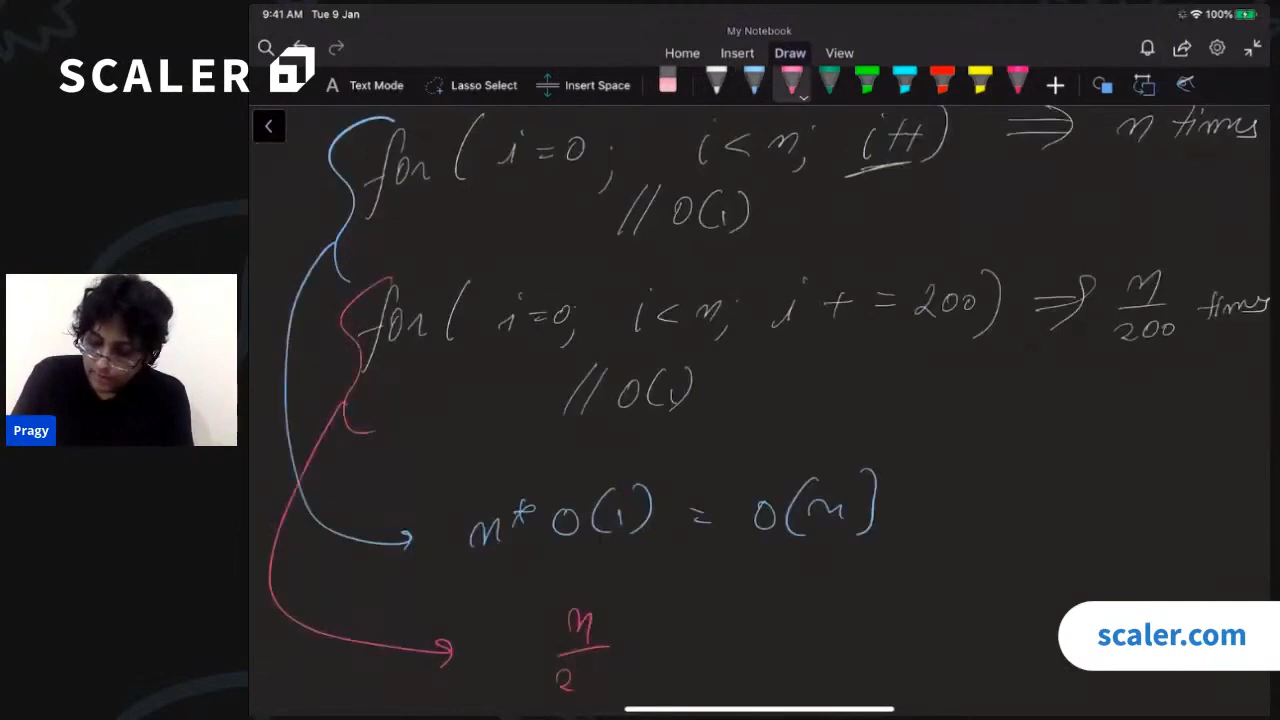 9:41 AM Tue 9 Jan
100%
My Notebook
SCALER
Home Insert Draw View
A Text Mode Lasso Select Insert Space
for ( i=0 ; i < n; i++ ) ⇒ n times
// O(1)
for ( i=0; i < n; i + = 200) ⇒ n/200 times
// O(1)
n* O(1) = O(n)
n
2
Pragy
scaler.com